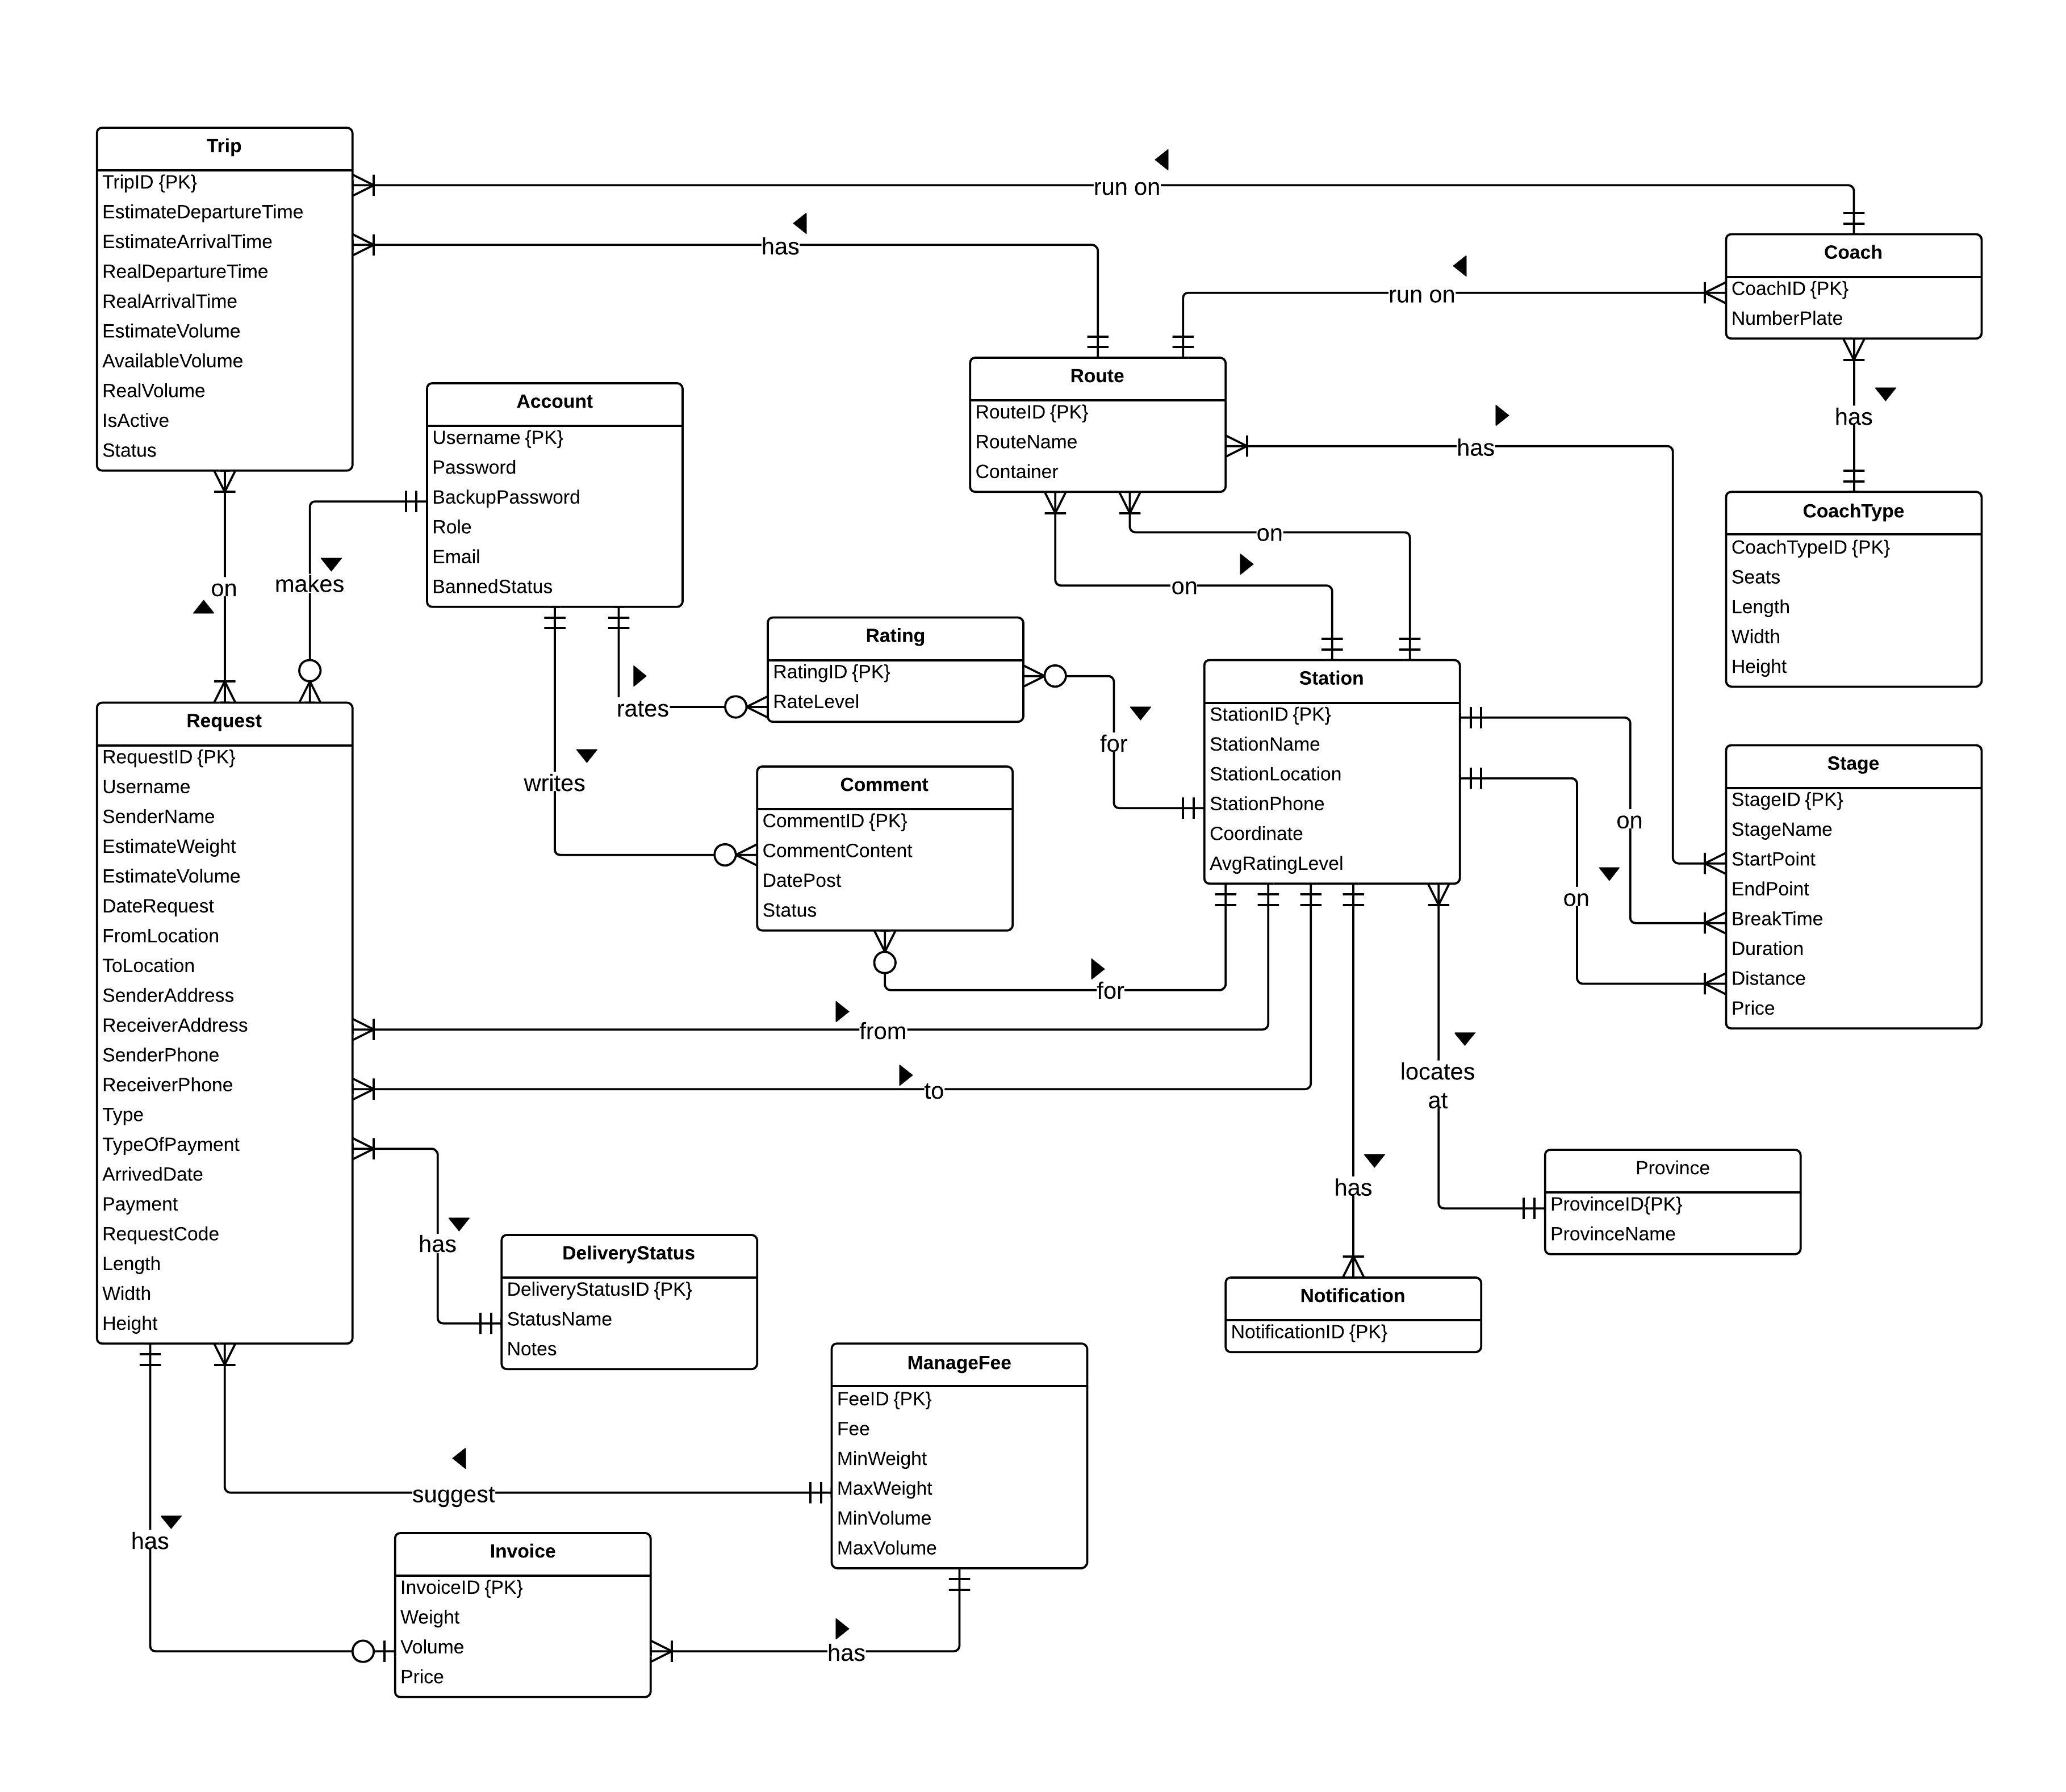 Trip
TripID {PK}
EstimateDepartureTime
EstimateArrivalTime
RealDepartureTime
RealArrivalTime
EstimateVolume
AvailableVolume
RealVolume
IsActive
Status
run on
has
run on
Coach
CoachID {PK}
NumberPlate
has
CoachType
CoachTypeID {PK}
Seats
Length
Width
Height
Route
RouteID {PK}
RouteName
Container
has
on
on
Account
Username {PK}
Password
BackupPassword
Role
Email
BannedStatus
on
makes
rates
writes
Rating
RatingID {PK}
RateLevel
for
Comment
CommentID {PK}
CommentContent
DatePost
Status
for
Station
StationID {PK}
StationName
StationLocation
StationPhone
Coordinate
AvgRatingLevel
on
on
Stage
StageID {PK}
StageName
StartPoint
EndPoint
BreakTime
Duration
Distance
Price
Request
RequestID {PK}
Username
SenderName
EstimateWeight
EstimateVolume
DateRequest
FromLocation
ToLocation
SenderAddress
ReceiverAddress
SenderPhone
ReceiverPhone
Type
TypeOfPayment
ArrivedDate
Payment
RequestCode
Length
Width
Height
from
to
has
locates
at
has
Province
ProvinceID{PK}
ProvinceName
DeliveryStatus
DeliveryStatusID {PK}
StatusName
Notes
Notification
NotificationID {PK}
ManageFee
FeeID {PK}
Fee
MinWeight
MaxWeight
MinVolume
MaxVolume
suggest
has
Invoice
InvoiceID {PK}
Weight
Volume
Price
has